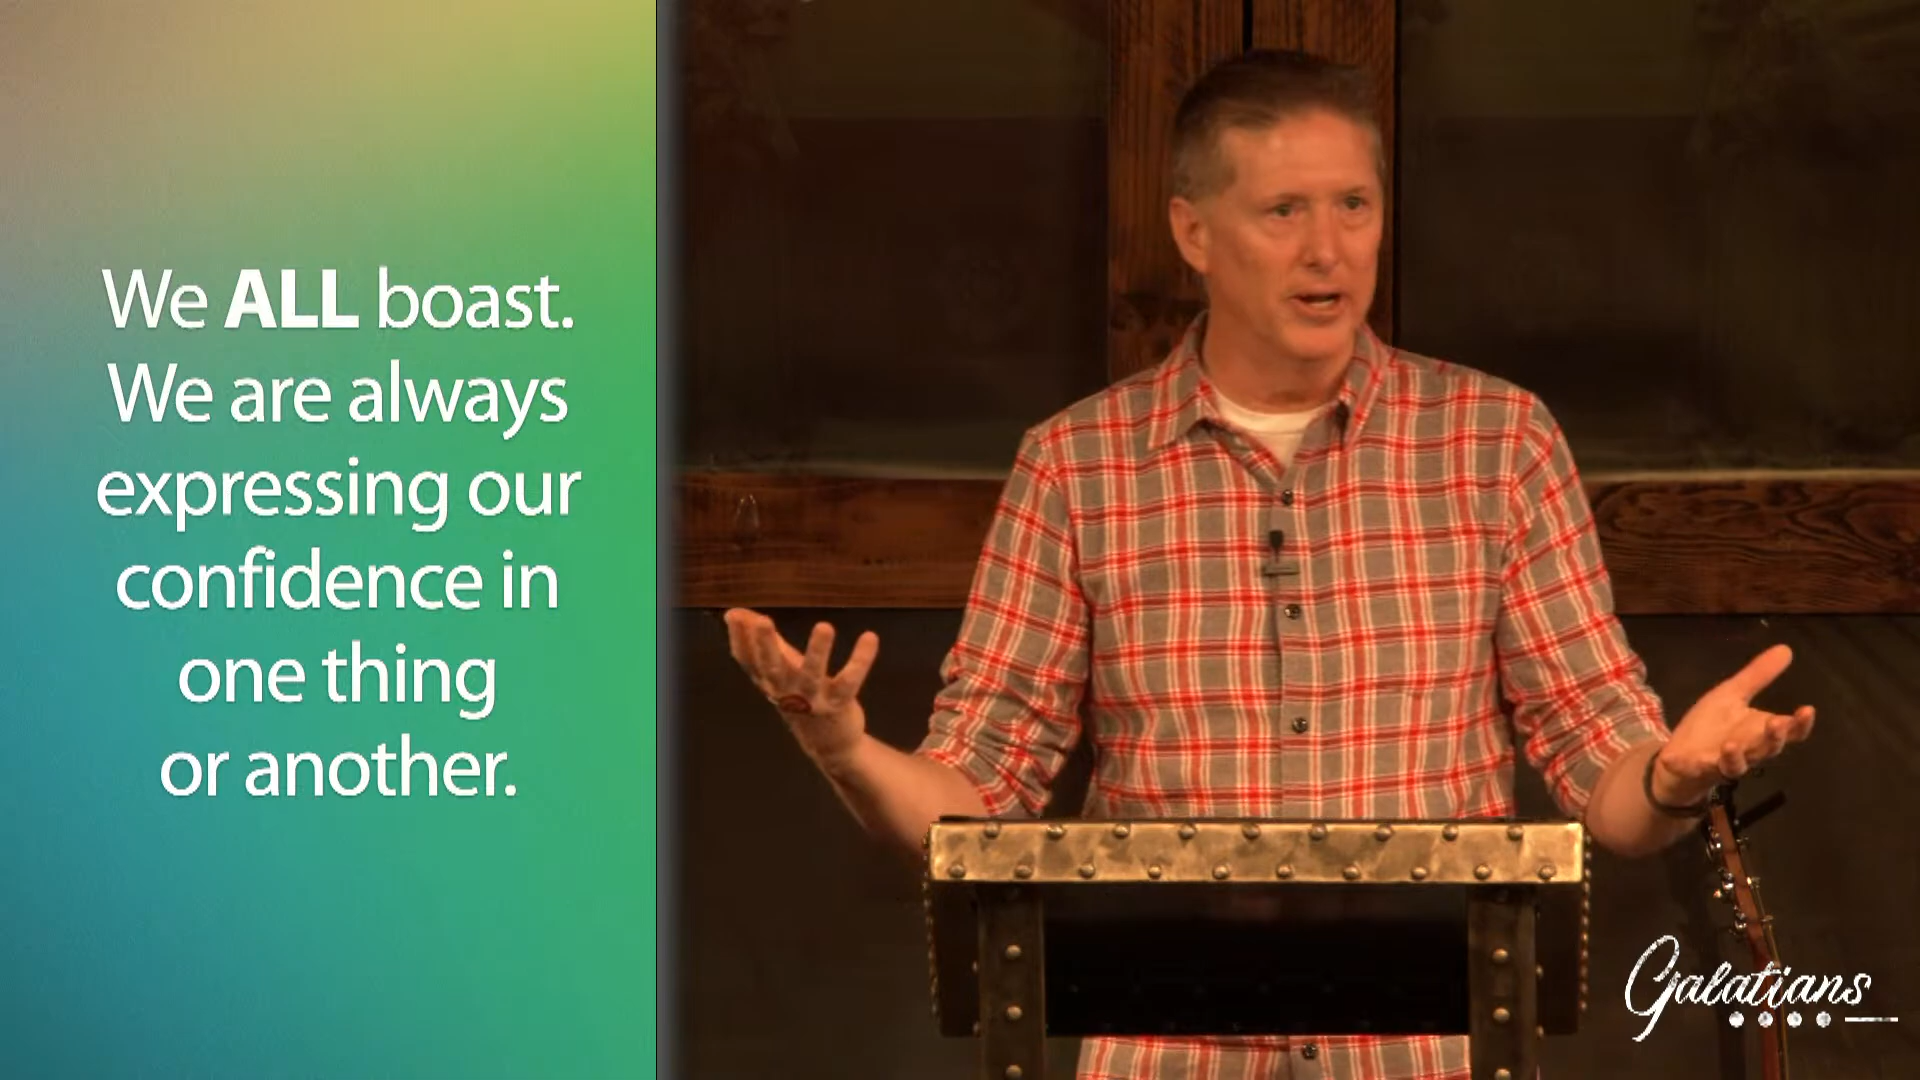 We ALL boast.
We are always
expressing our
confidence in
one thing
or another.
Galatians